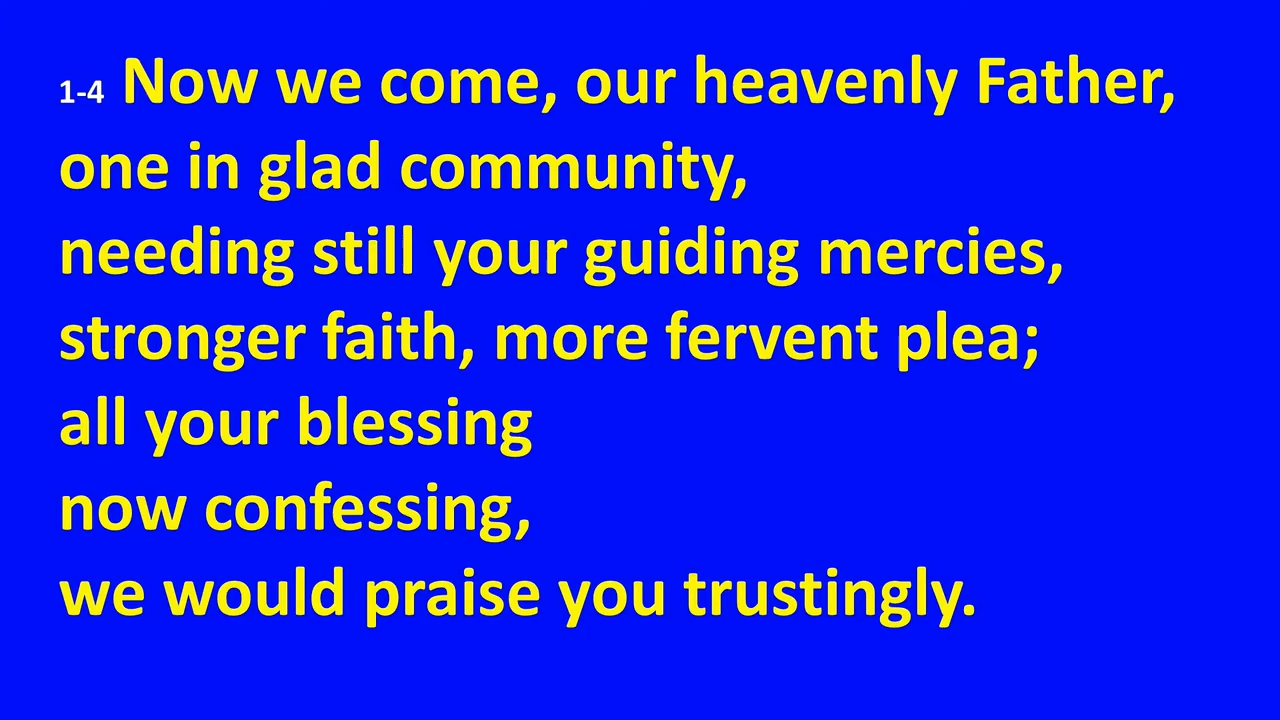 1-4 Now we come, our heavenly Father,
one in glad community,
needing still your guiding mercies,
stronger faith, more fervent plea;
all your blessing
now confessing,
we would praise you trustingly.